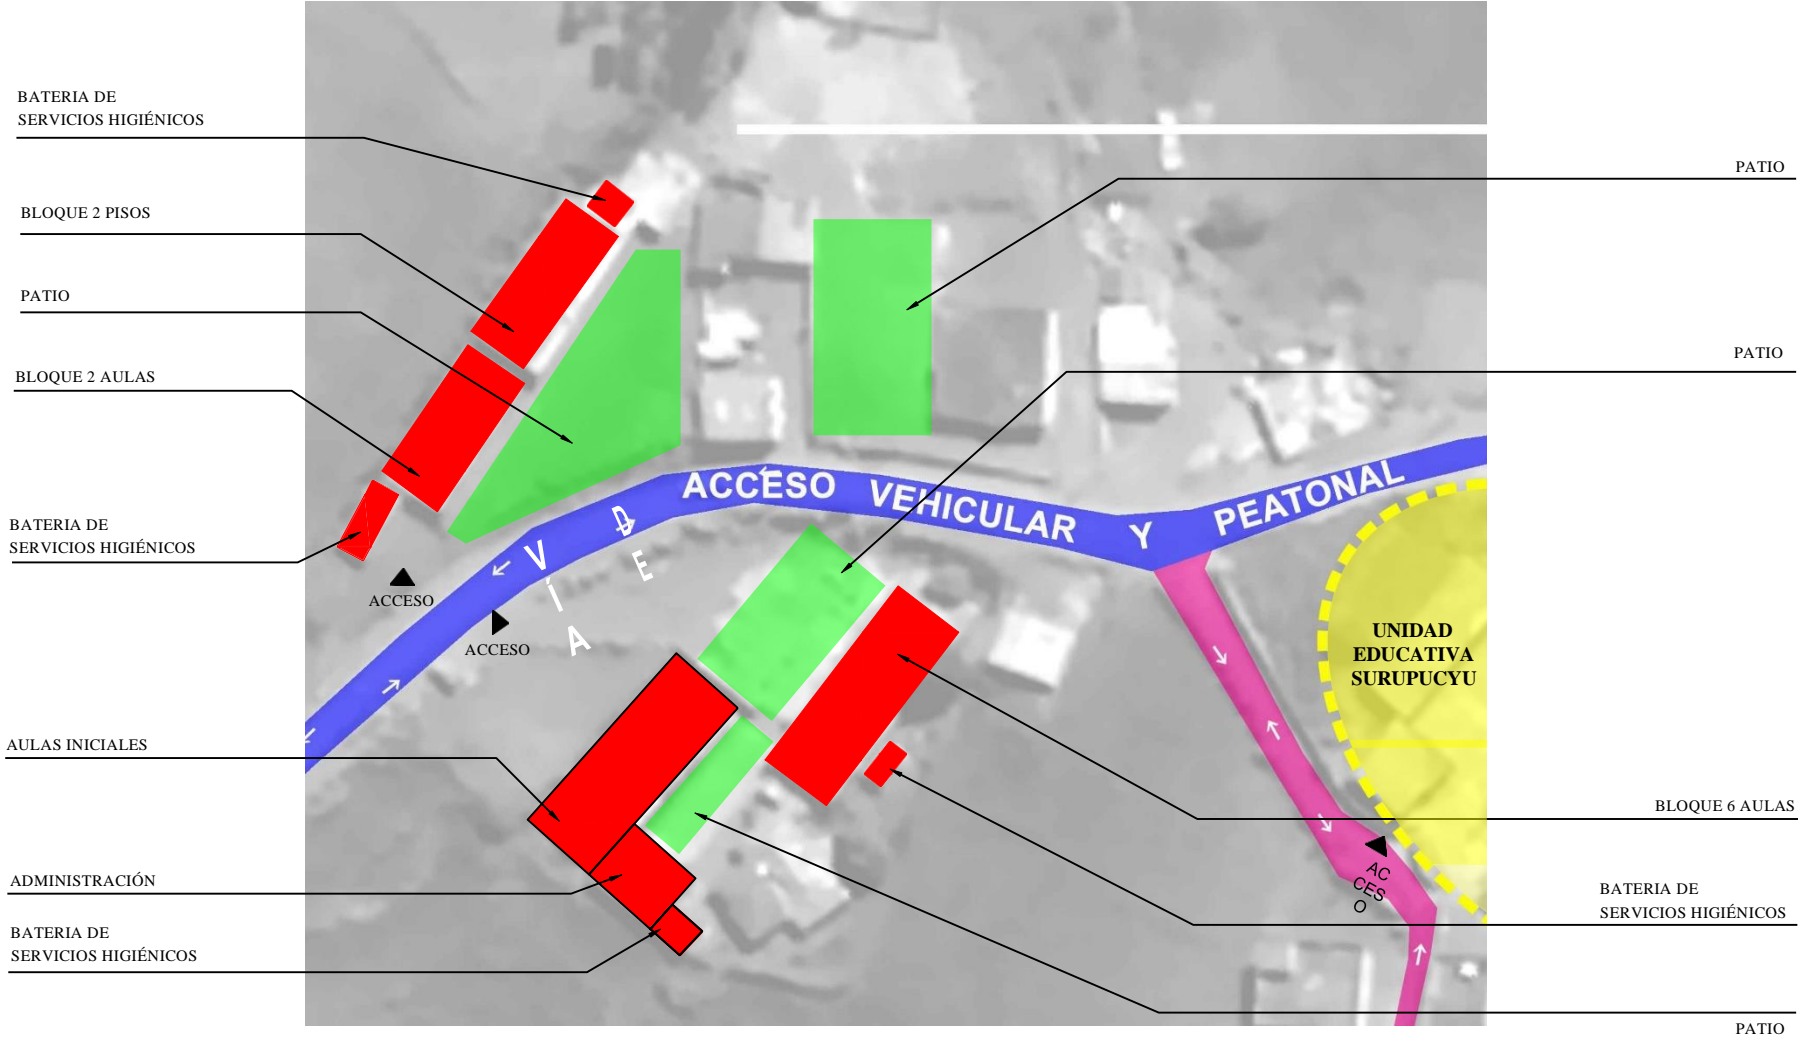 BATERIA DE
SERVICIOS HIGIÉNICOS
BLOQUE 2 PISOS
PATIO
BLOQUE 2 AULAS
BATERIA DE
SERVICIOS HIGIÉNICOS
ACCESO
ACCESO
AULAS INICIALES
ADMINISTRACIÓN
BATERIA DE
SERVICIOS HIGIÉNICOS
VÍA DE ACCESO VEHICULAR Y PEATONAL
PATIO
PATIO
UNIDAD
EDUCATIVA
SURUPUCYU
BLOQUE 6 AULAS
AC
CES
O
BATERIA DE
SERVICIOS HIGIÉNICOS
PATIO